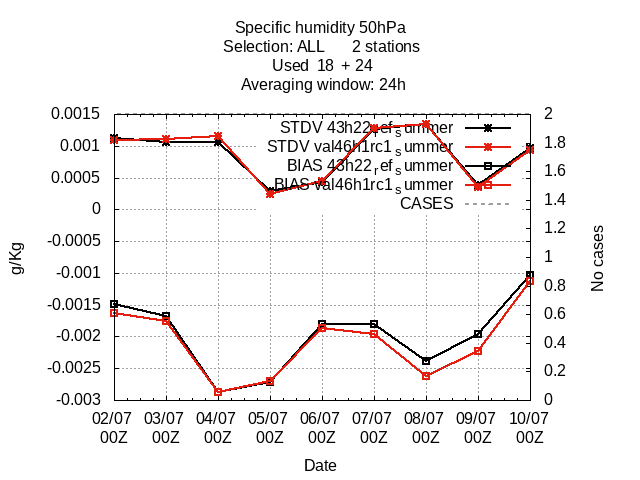 Specific humidity 50hPa
Selection: ALL 2 stations
Used 18 + 24
Averaging window: 24h
0.0015 2
STDV 43h22_ref_summer
0.001 1.8
STDV val46h1rc1_summer
BIAS 43h22_ref_summer
0.0005 1.6
BIAS val46h1rc1_summer
1.4
CASES
0
1.2
-0.0005
g/Kg
1
No cases
-0.001
0.8
-0.0015
0.6
-0.002 0.4
-0.0025 0.2
-0.003 0
02/07 03/07 04/07 05/07 06/07 07/07 08/07 09/07 10/07
00Z 00Z 00Z 00Z 00Z 00Z 00Z 00Z 00Z
Date